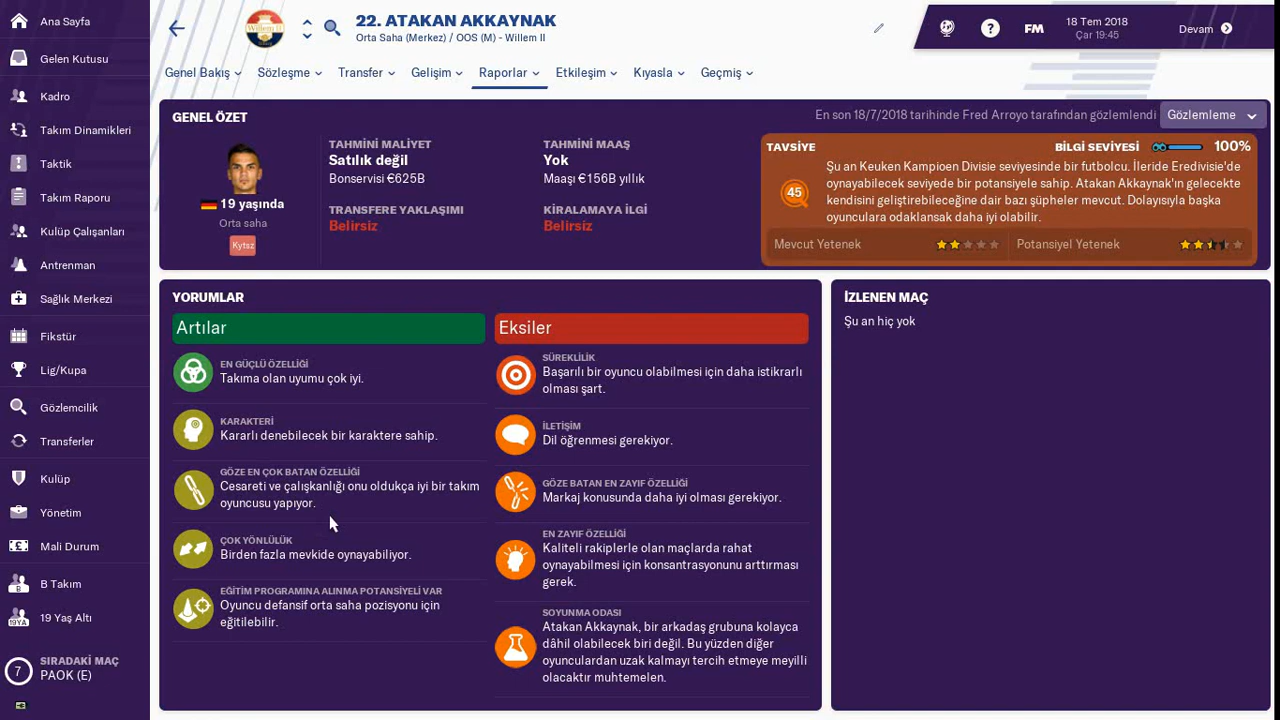 Ana Sayfa
Gelen Kutusu
Kadro
Takım Dinamikleri
Taktik
Takım Raporu
Kulüp Çalışanları
Antrenman
Sağlık Merkezi
Fikstür
Lig/Kupa
Gözlemcilik
Transferler
Kulüp
Yönetim
Mali Durum
B Takım
19 Yaş Altı
SIRADAKİ MAÇ
7 PAOK (E)
Willem II
22. ATAKAN AKKAYNAK
Orta Saha (Merkez) / OOS (M) - Willem II
? FM
18 Tem 2018
Çar 19:45
Devam
Genel Bakış Sözleşme Transfer Gelişim Raporlar Etkileşim Kıyasla Geçmiş
GENEL ÖZET
En son 18/7/2018 tarihinde Fred Arroyo tarafından gözlemlendi Gözlemleme
19 yaşında
Orta saha
Kytsz
TAHMİNİ MALİYET
Satılık değil
Bonservisi €625B
TRANSFERE YAKLAŞIMI
Belirsiz
TAHMİNİ MAAŞ
Yok
Maaşı €156B yıllık
KİRALAMAYA İLGİ
Belirsiz
TAVSİYE BİLGİ SEVİYESİ 100%
45
Şu an Keuken Kampioen Divisie seviyesinde bir futbolcu. İleride Eredivisie'de
oynayabilecek seviyede bir potansiyele sahip. Atakan Akkaynak'ın gelecekte
kendisini geliştirebileceğine dair bazı şüpheler mevcut. Dolayısıyla başka
oyunculara odaklansak daha iyi olabilir.
Mevcut Yetenek Potansiyel Yetenek
YORUMLAR
Artılar
EN GÜÇLÜ ÖZELLİĞİ
Takıma olan uyumu çok iyi.
KARAKTERİ
Kararlı denebilecek bir karaktere sahip.
GÖZE EN ÇOK BATAN ÖZELLİĞİ
Cesareti ve çalışkanlığı onu oldukça iyi bir takım
oyuncusu yapıyor.
ÇOK YÖNLÜLÜK
Birden fazla mevkide oynayabiliyor.
EĞİTİM PROGRAMINA ALINMA POTANSİYELİ VAR
Oyuncu defansif orta saha pozisyonu için
eğitilebilir.
Eksiler
SÜREKLİLİK
Başarılı bir oyuncu olabilmesi için daha istikrarlı
olması şart.
İLETİŞİM
Dil öğrenmesi gerekiyor.
GÖZE BATAN EN ZAYIF ÖZELLİĞİ
Markaj konusunda daha iyi olması gerekiyor.
EN ZAYIF ÖZELLİĞİ
Kaliteli rakiplerle olan maçlarda rahat
oynayabilmesi için konsantrasyonunu arttırması
gerek.
SOYUNMA ODASI
Atakan Akkaynak, bir arkadaş grubuna kolayca
dâhil olabilecek biri değil. Bu yüzden diğer
oyunculardan uzak kalmayı tercih etmeye meyilli
olacaktır muhtemelen.
İZLENEN MAÇ
Şu an hiç yok